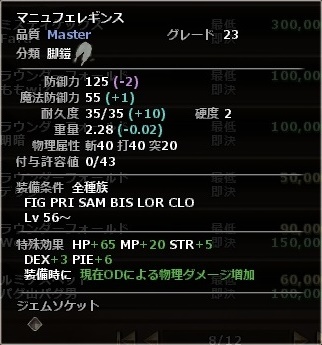 マニュフェレギンス
品質 Master グレード 23
分類 脚鎧
防御力 125 (-2)
魔法防御力 55 (+1)
耐久度 35/35 (+10) 硬度 2
重量 2.28 (-0.02)
物理属性 斬40 打40 突20
付与許容値 0/43
装備条件 全種族
FIG PRI SAM BIS LOR CLO
Lv 56~
特殊効果 HP+65 MP+20 STR+5
DEX+3 PIE+6
装備時に 現在ODによる物理ダメージ増加
ジェムソケット
8/12